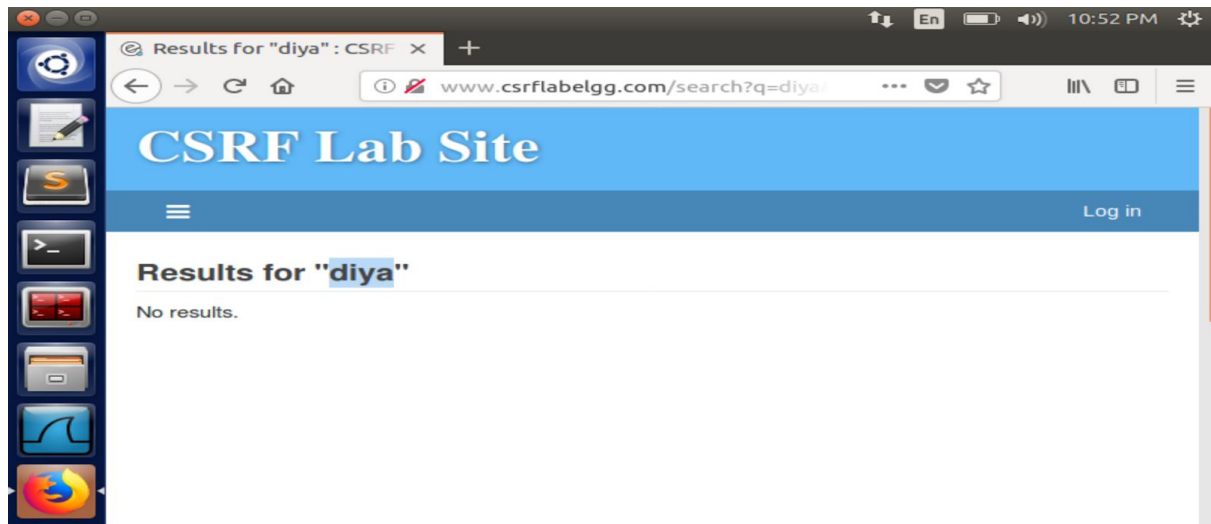 En 10:52 PM
Results for "diya" : CSRF
www.csrflabelgg.com/search?q=diya
CSRF Lab Site
Log in
Results for "diya"
No results.